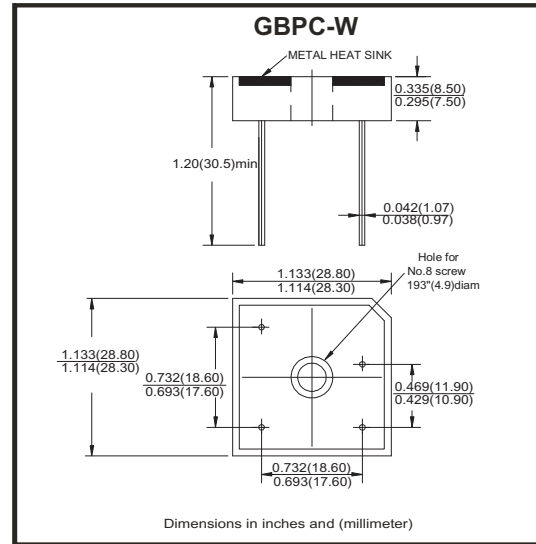 GBPC-W
METAL HEAT SINK
0.335(8.50)
0.295(7.50)
1.20(30.5)min
0.042(1.07)
0.038(0.97)
Hole for
No.8 screw
193"(4.9)diam
1.133(28.80)
1.114(28.30)
1.133(28.80)
1.114(28.30)
0.732(18.60)
0.693(17.60)
0.469(11.90)
0.429(10.90)
0.732(18.60)
0.693(17.60)
Dimensions in inches and (millimeter)